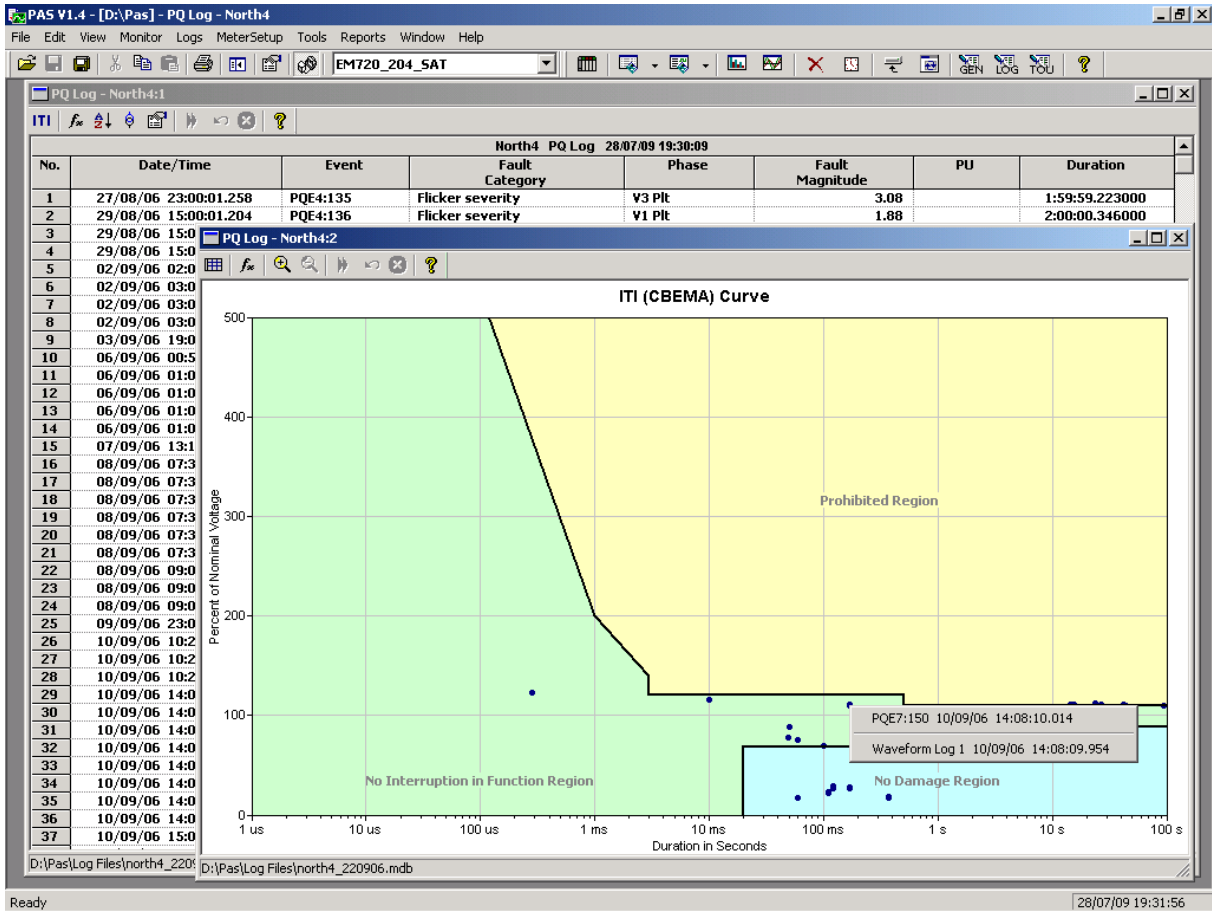 PAS V1.4 - [D:\Pas] - PQ Log - North4
File Edit View Monitor Logs MeterSetup Tools Reports Window Help
EM720_204_SAT
GEN LOG TOU
PQ Log - North4:1
ITI
North4 PQ Log 28/07/09 19:30:09
No. Date/Time Event Fault Category Phase Fault Magnitude PU Duration
1 27/08/06 23:00:01.258 PQE4:135 Flicker severity V3 Plt 3.08 1:59:59.223000
2 29/08/06 15:00:01.204 PQE4:136 Flicker severity V1 Plt 1.88 2:00:00.346000
3 29/08/06 15:0
4 29/08/06 15:0
5 02/09/06 02:0
6 02/09/06 03:0
7 02/09/06 03:0
8 02/09/06 03:0
9 03/09/06 19:0
10 06/09/06 00:5
11 06/09/06 01:0
12 06/09/06 01:0
13 06/09/06 01:0
14 06/09/06 01:0
15 07/09/06 13:1
16 08/09/06 07:3
17 08/09/06 07:3
18 08/09/06 07:3
19 08/09/06 07:3
20 08/09/06 07:3
21 08/09/06 07:3
22 08/09/06 09:0
23 08/09/06 09:0
24 08/09/06 09:0
25 09/09/06 23:0
26 10/09/06 10:2
27 10/09/06 10:2
28 10/09/06 10:2
29 10/09/06 14:0
30 10/09/06 14:0
31 10/09/06 14:0
32 10/09/06 14:0
33 10/09/06 14:0
34 10/09/06 14:0
35 10/09/06 14:0
36 10/09/06 14:0
37 10/09/06 15:0
D:\Pas\Log Files\north4_220
PQ Log - North4:2
ITI (CBEMA) Curve
Percent of Nominal Voltage
500
400
300
200
100
0
Prohibited Region
PQE7:150 10/09/06 14:08:10.014
Waveform Log 1 10/09/06 14:08:09.954
No Interruption in Function Region
No Damage Region
1 us 10 us 100 us 1 ms 10 ms 100 ms 1 s 10 s 100 s
Duration in Seconds
D:\Pas\Log Files\north4_220906.mdb
Ready
28/07/09 19:31:56